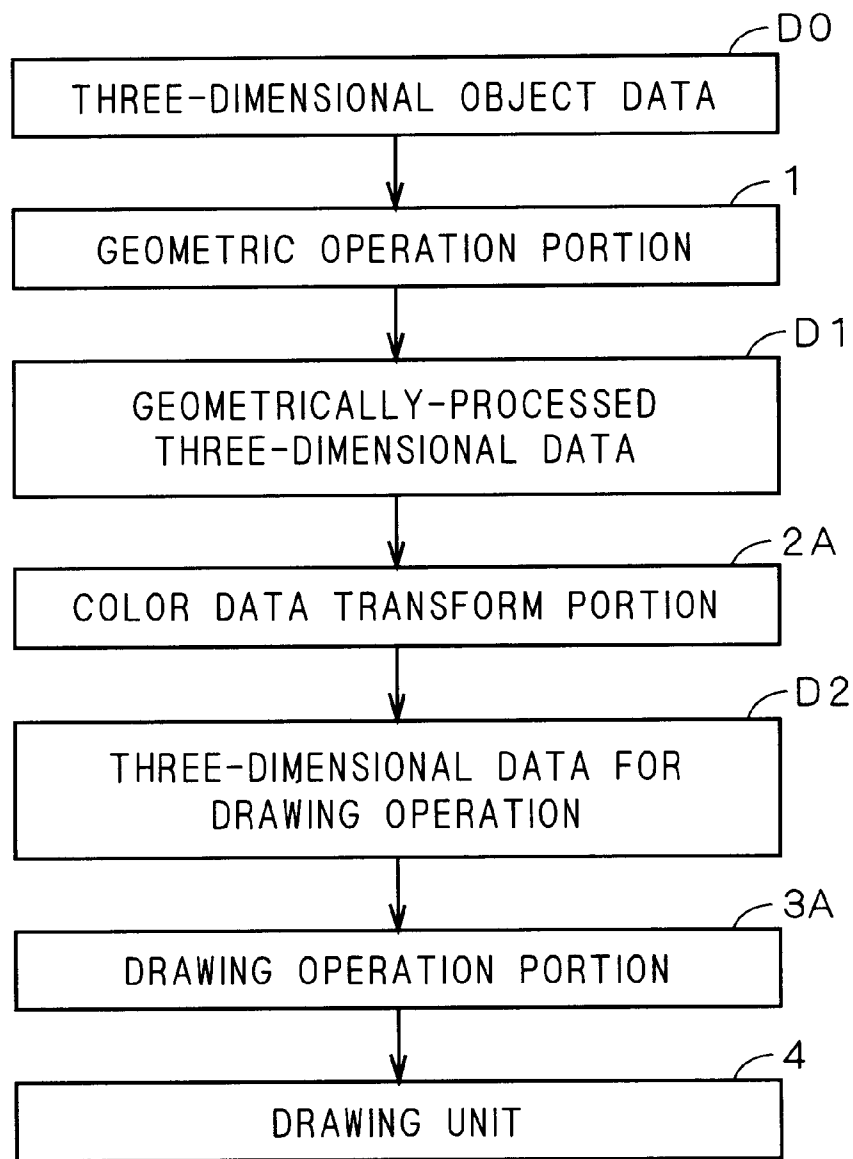 D0
THREE-DIMENSIONAL OBJECT DATA
1
GEOMETRIC OPERATION PORTION
D1
GEOMETRICALLY-PROCESSED
THREE-DIMENSIONAL DATA
2A
COLOR DATA TRANSFORM PORTION
D2
THREE-DIMENSIONAL DATA FOR
DRAWING OPERATION
3A
DRAWING OPERATION PORTION
4
DRAWING UNIT